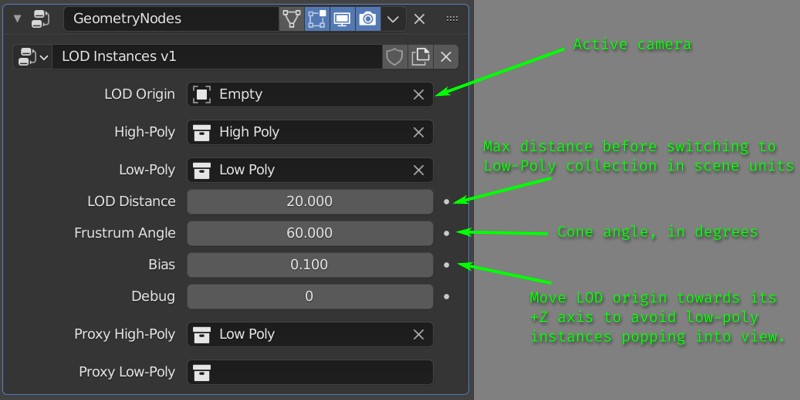 GeometryNodes
LOD Instances v1
LOD Origin Empty
Active camera
High-Poly High Poly
Low-Poly Low Poly
Max distance before switching to
Low-Poly collection in scene units
LOD Distance 20.000
Frustrum Angle 60.000
Cone angle, in degrees
Bias 0.100
Move LOD origin towards its
+Z axis to avoid low-poly
instances popping into view.
Debug 0
Proxy High-Poly Low Poly
Proxy Low-Poly